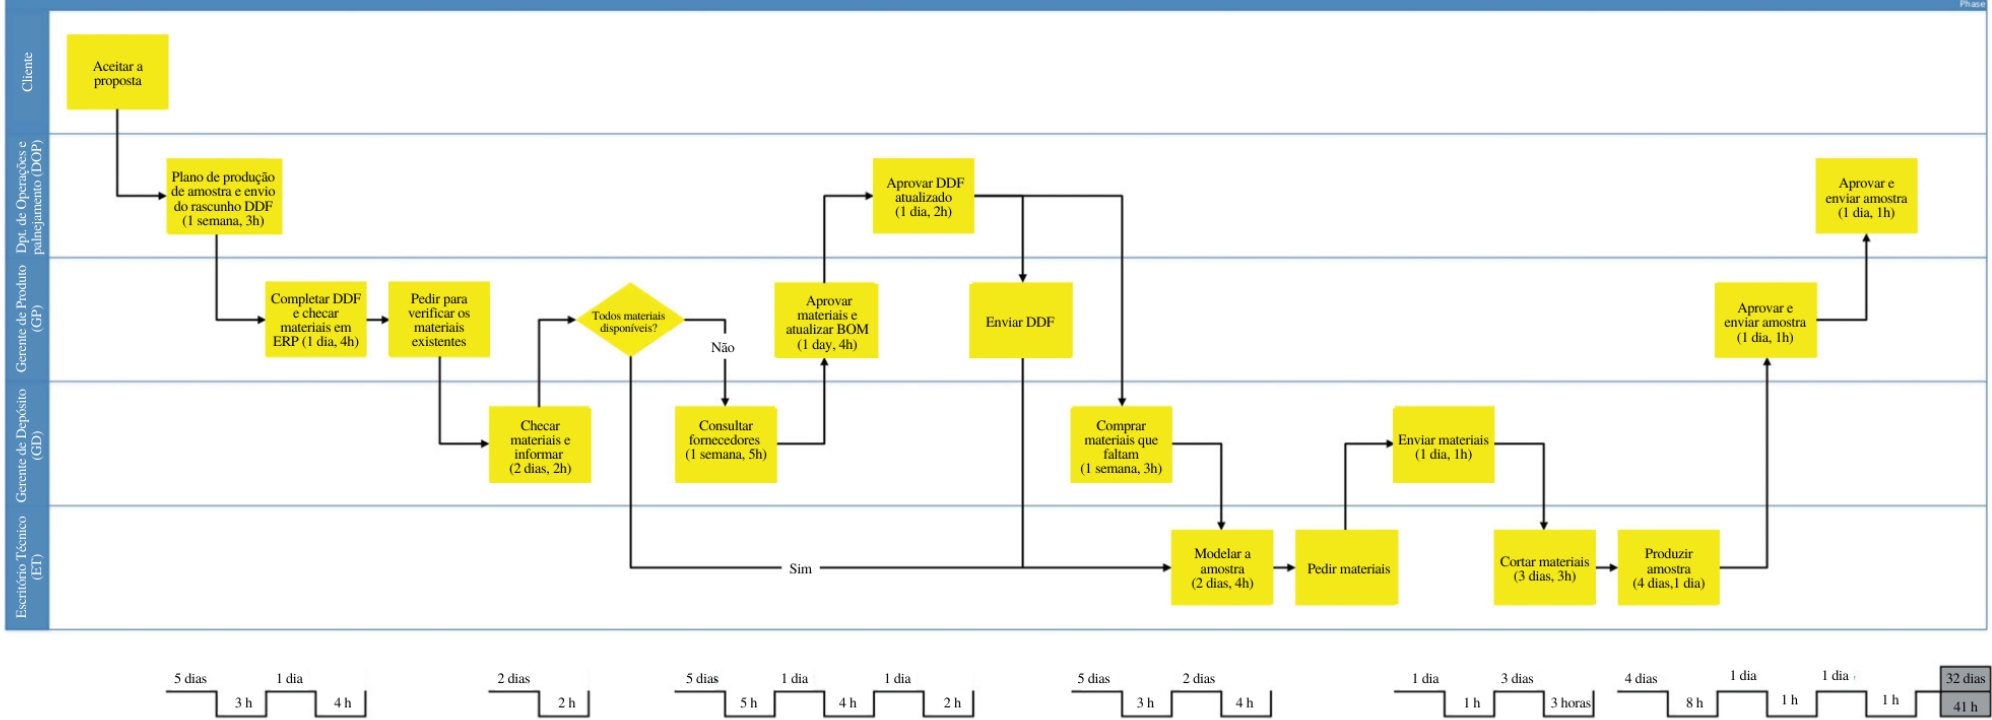 Phase
Cliente
Aceitar a
proposta
Dpt. de Operações e
palnejamento (DOP)
Plano de produção
de amostra e envio
do rascunho DDF
(1 semana, 3h)
Aprovar DDF
atualizado
(1 dia, 2h)
Aprovar e
enviar amostra
(1 dia, 1h)
Gerente de Produto
(GP)
Completar DDF
e checar
materiais em
ERP (1 dia, 4h)
Pedir para
verificar os
materiais
existentes
Todos materiais
disponíveis?
Não
Aprovar
materiais e
atualizar BOM
(1 day, 4h)
Enviar DDF
Aprovar e
enviar amostra
(1 dia, 1h)
Gerente de Depósito
(GD)
Checar
materiais e
informar
(2 dias, 2h)
Consultar
fornecedores
(1 semana, 5h)
Comprar
materiais que
faltam
(1 semana, 3h)
Enviar materiais
(1 dia, 1h)
Escritório Técnico
(ET)
Sim
Modelar a
amostra
(2 dias, 4h)
Pedir materiais
Cortar materiais
(3 dias, 3h)
Produzir
amostra
(4 dias,1 dia)
5 dias
3 h
1 dia
4 h
2 dias
2 h
5 dias
5 h
1 dia
4 h
1 dia
2 h
5 dias
3 h
2 dias
4 h
1 dia
1 h
3 dias
3 horas
4 dias
8 h
1 dia
1 h
1 dia
1 h
32 dias
41 h